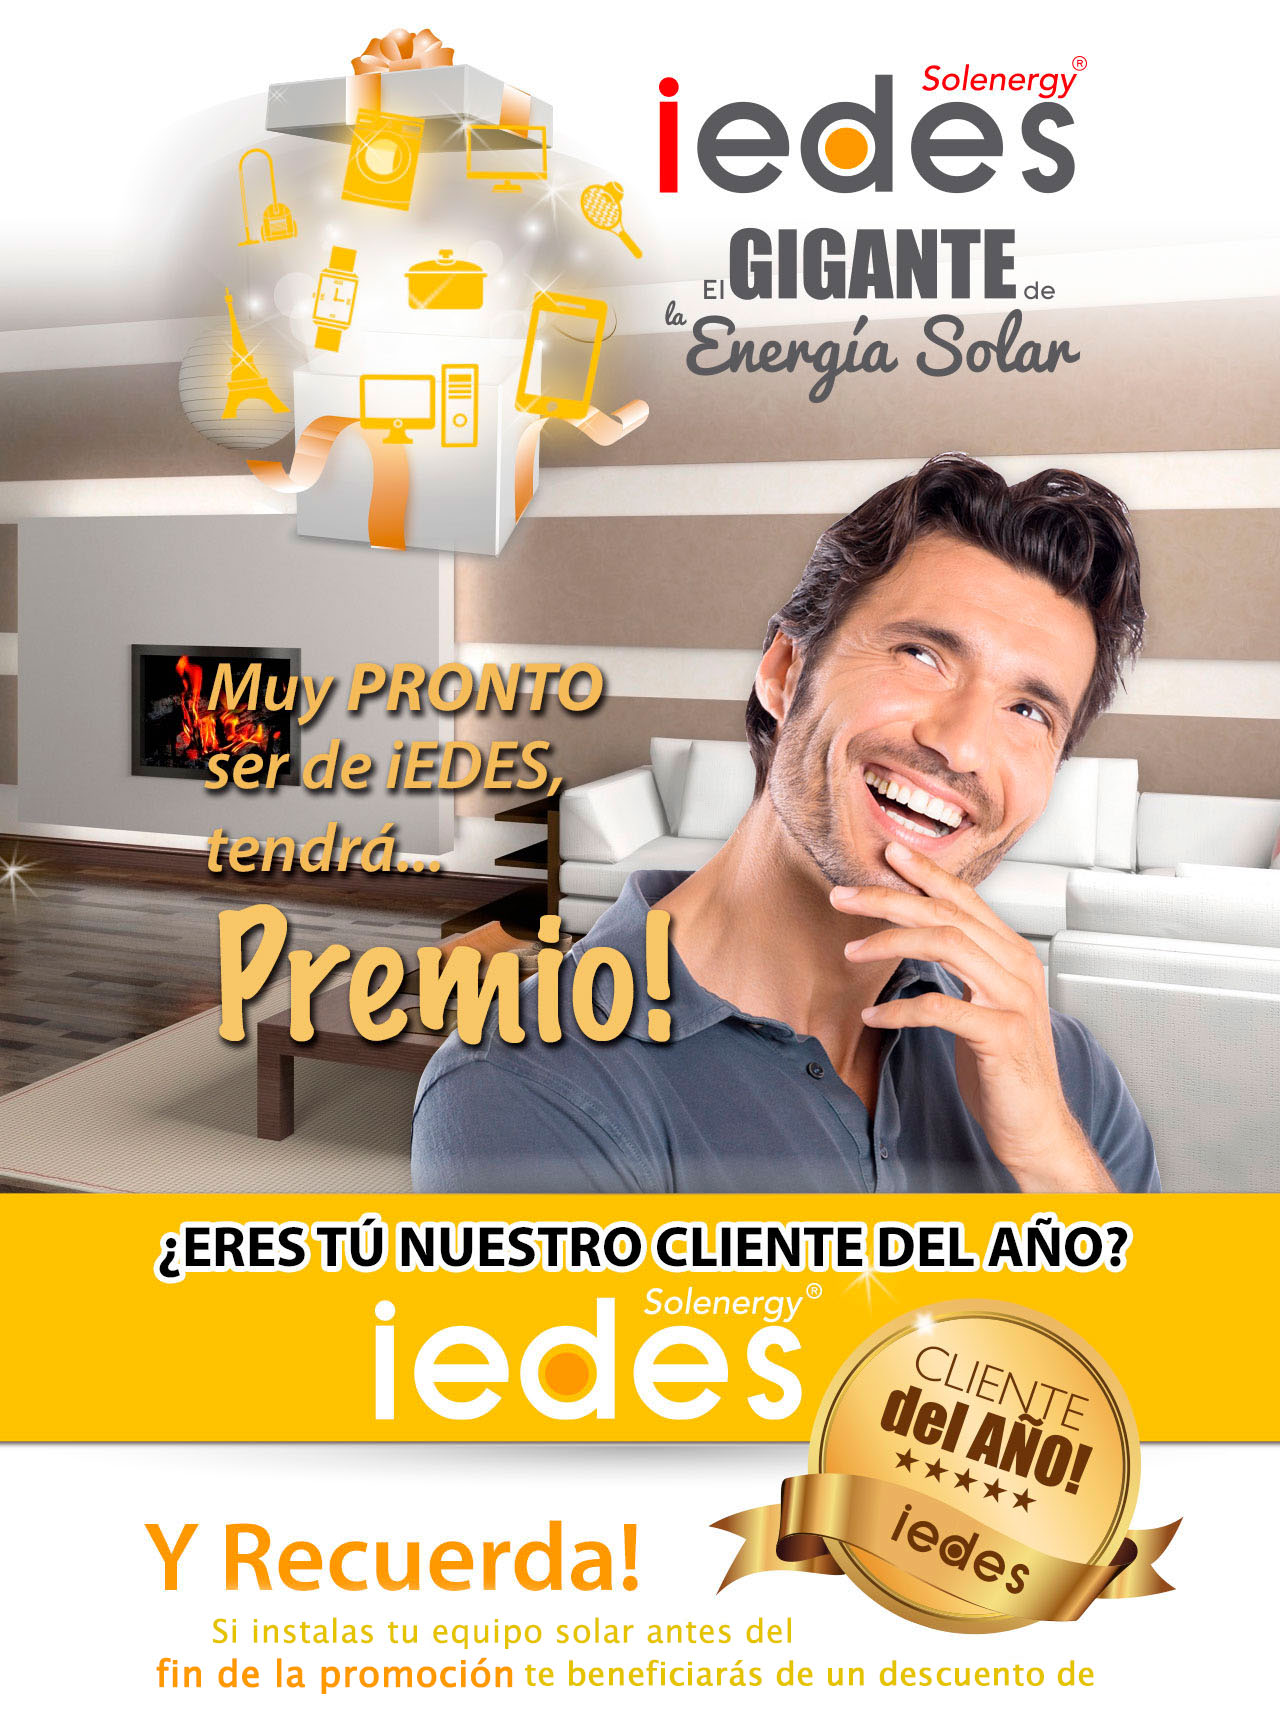 Solenergy®
iedes
El GIGANTE de
la Energía Solar
Muy PRONTO
ser de iEDES,
tendrá...
Premio!
¿ERES TÚ NUESTRO CLIENTE DEL AÑO?
Solenergy®
iedes
CLIENTE
del AÑO!
iedes
Y Recuerda!
Si instalas tu equipo solar antes del
fin de la promoción te beneficiarás de un descuento de